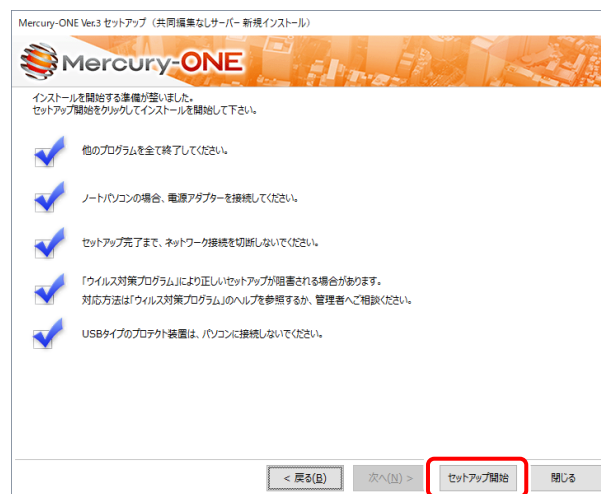 Mercury-ONE Ver.3 セットアップ（共同編集なしサーバー 新規インストール）
Mercury-ONE
インストールを開始する準備が整いました。
セットアップ開始をクリックしてインストールを開始して下さい。
他のプログラムを全て終了してください。
ノートパソコンの場合、電源アダプターを接続してください。
セットアップ完了まで、ネットワーク接続を切断しないでください。
「ウイルス対策プログラム」により正しいセットアップが阻害される場合があります。
対応方法は「ウィルス対策プログラム」のヘルプを参照するか、管理者へご相談ください。
USBタイプのプロテクト装置は、パソコンに接続しないでください。
< 戻る(B) 次へ(N) > セットアップ開始 閉じる